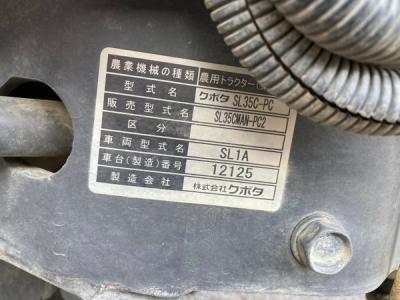 農業機械の種類 農用トラクター
型式名 クボタ SL35C-PC
販売型式名 SL35CMAN-PC2
区分
車両型式名 SL1A
車台(製造)番号 12125
製造会社 株式会社クボタ